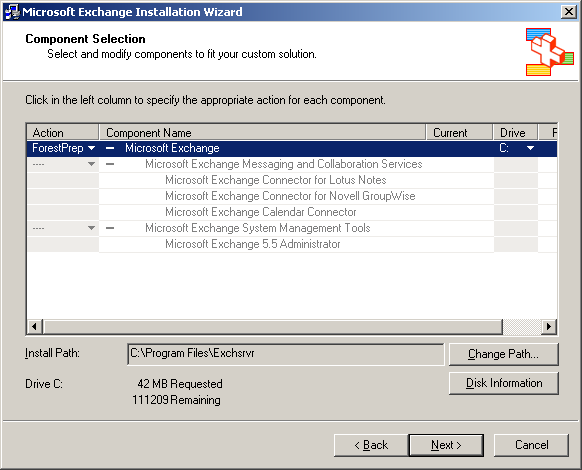 Microsoft Exchange Installation Wizard
Component Selection
Select and modify components to fit your custom solution.
Click in the left column to specify the appropriate action for each component.
Action Component Name Current Drive F
ForestPrep Microsoft Exchange C:
---- Microsoft Exchange Messaging and Collaboration Services
Microsoft Exchange Connector for Lotus Notes
Microsoft Exchange Connector for Novell GroupWise
Microsoft Exchange Calendar Connector
---- Microsoft Exchange System Management Tools
Microsoft Exchange 5.5 Administrator
Install Path: C:\Program Files\Exchsrvr Change Path...
Drive C: 42 MB Requested Disk Information
111209 Remaining
< Back Next > Cancel